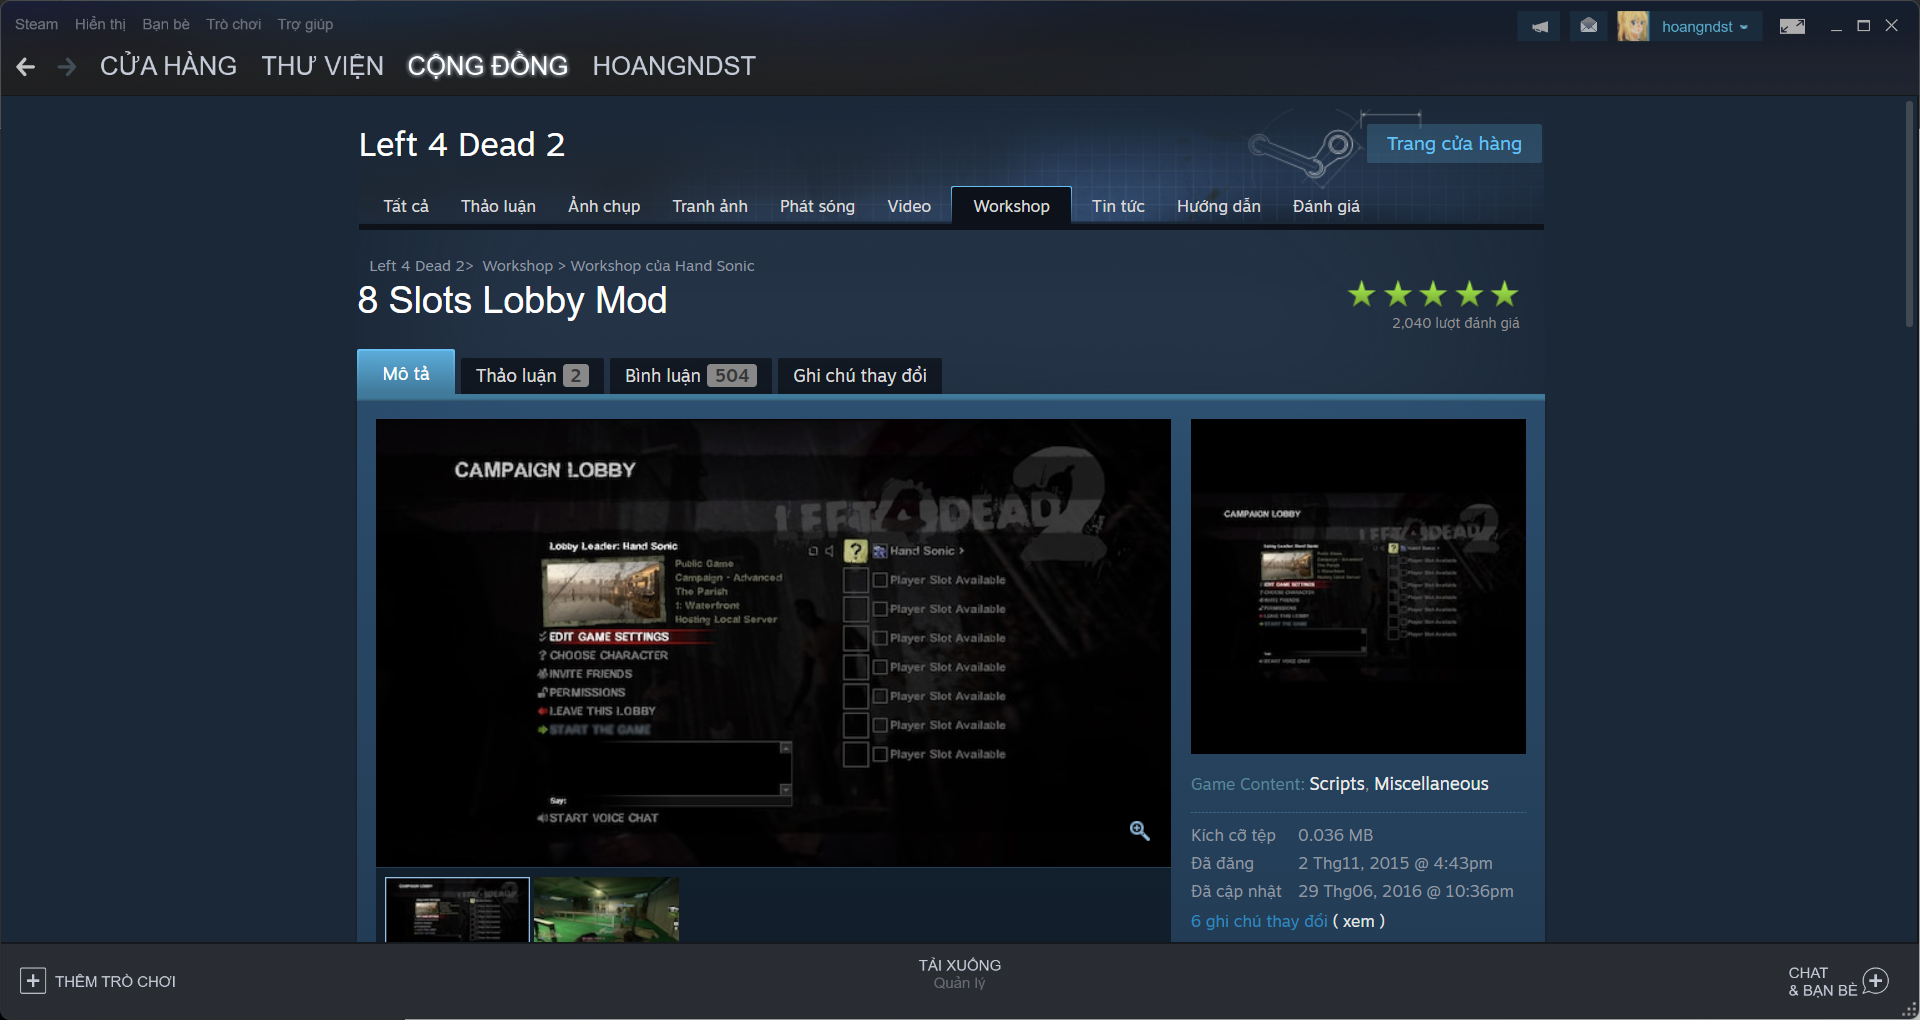 Steam Hiển thị Bạn bè Trò chơi Trợ giúp
hoangndst
CỬA HÀNG THƯ VIỆN CỘNG ĐỒNG HOANGNDST
Left 4 Dead 2
Trang cửa hàng
Tất cả Thảo luận Ảnh chụp Tranh ảnh Phát sóng Video Workshop Tin tức Hướng dẫn Đánh giá
Left 4 Dead 2> Workshop > Workshop của Hand Sonic
8 Slots Lobby Mod
2,040 lượt đánh giá
Mô tả Thảo luận 2 Bình luận 504 Ghi chú thay đổi
CAMPAIGN LOBBY
LEFT 4 DEAD 2
Lobby Leader: Hand Sonic
Public Game
Campaign - Advanced
The Parish
1: Waterfront
Hosting Local Server
EDIT GAME SETTINGS
? CHOOSE CHARACTER
INVITE FRIENDS
PERMISSIONS
LEAVE THIS LOBBY
START THE GAME
Say:
START VOICE CHAT
? Hand Sonic >
Player Slot Available
Player Slot Available
Player Slot Available
Player Slot Available
Player Slot Available
Player Slot Available
Player Slot Available
CAMPAIGN LOBBY
LEFT 4 DEAD 2
Game Content: Scripts, Miscellaneous
Kích cỡ tệp 0.036 MB
Đã đăng 2 Thg11, 2015 @ 4:43pm
Đã cập nhật 29 Thg06, 2016 @ 10:36pm
6 ghi chú thay đổi ( xem )
THÊM TRÒ CHƠI
TẢI XUỐNG
Quản lý
CHAT
& BẠN BÈ